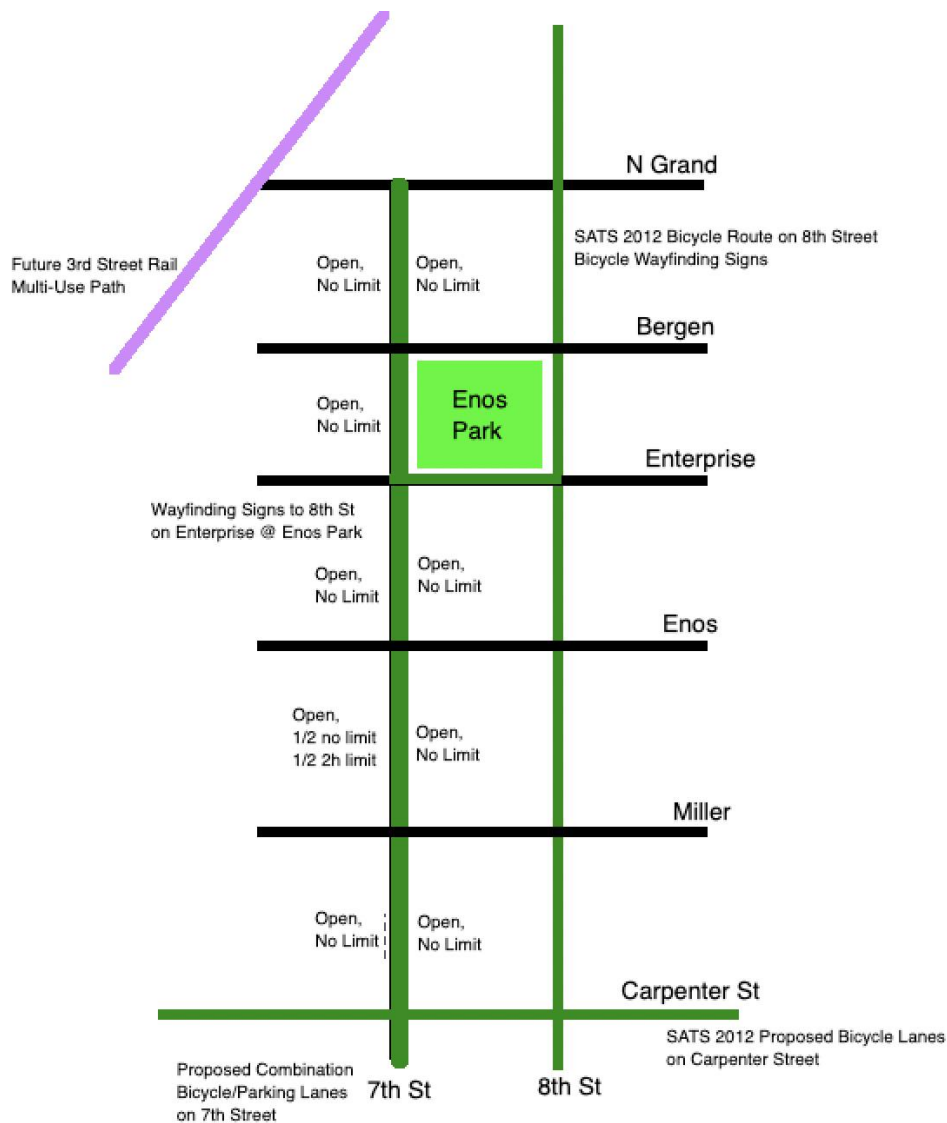 N Grand
SATS 2012 Bicycle Route on 8th Street
Bicycle Wayfinding Signs
Future 3rd Street Rail
Multi-Use Path
Open,
No Limit
Open,
No Limit
Bergen
Enos
Park
Open,
No Limit
Enterprise
Wayfinding Signs to 8th St
on Enterprise @ Enos Park
Open,
No Limit
Open,
No Limit
Enos
Open,
1/2 no limit
1/2 2h limit
Open,
No Limit
Miller
Open,
No Limit
Open,
No Limit
Carpenter St
SATS 2012 Proposed Bicycle Lanes
on Carpenter Street
Proposed Combination
Bicycle/Parking Lanes
on 7th Street
7th St
8th St